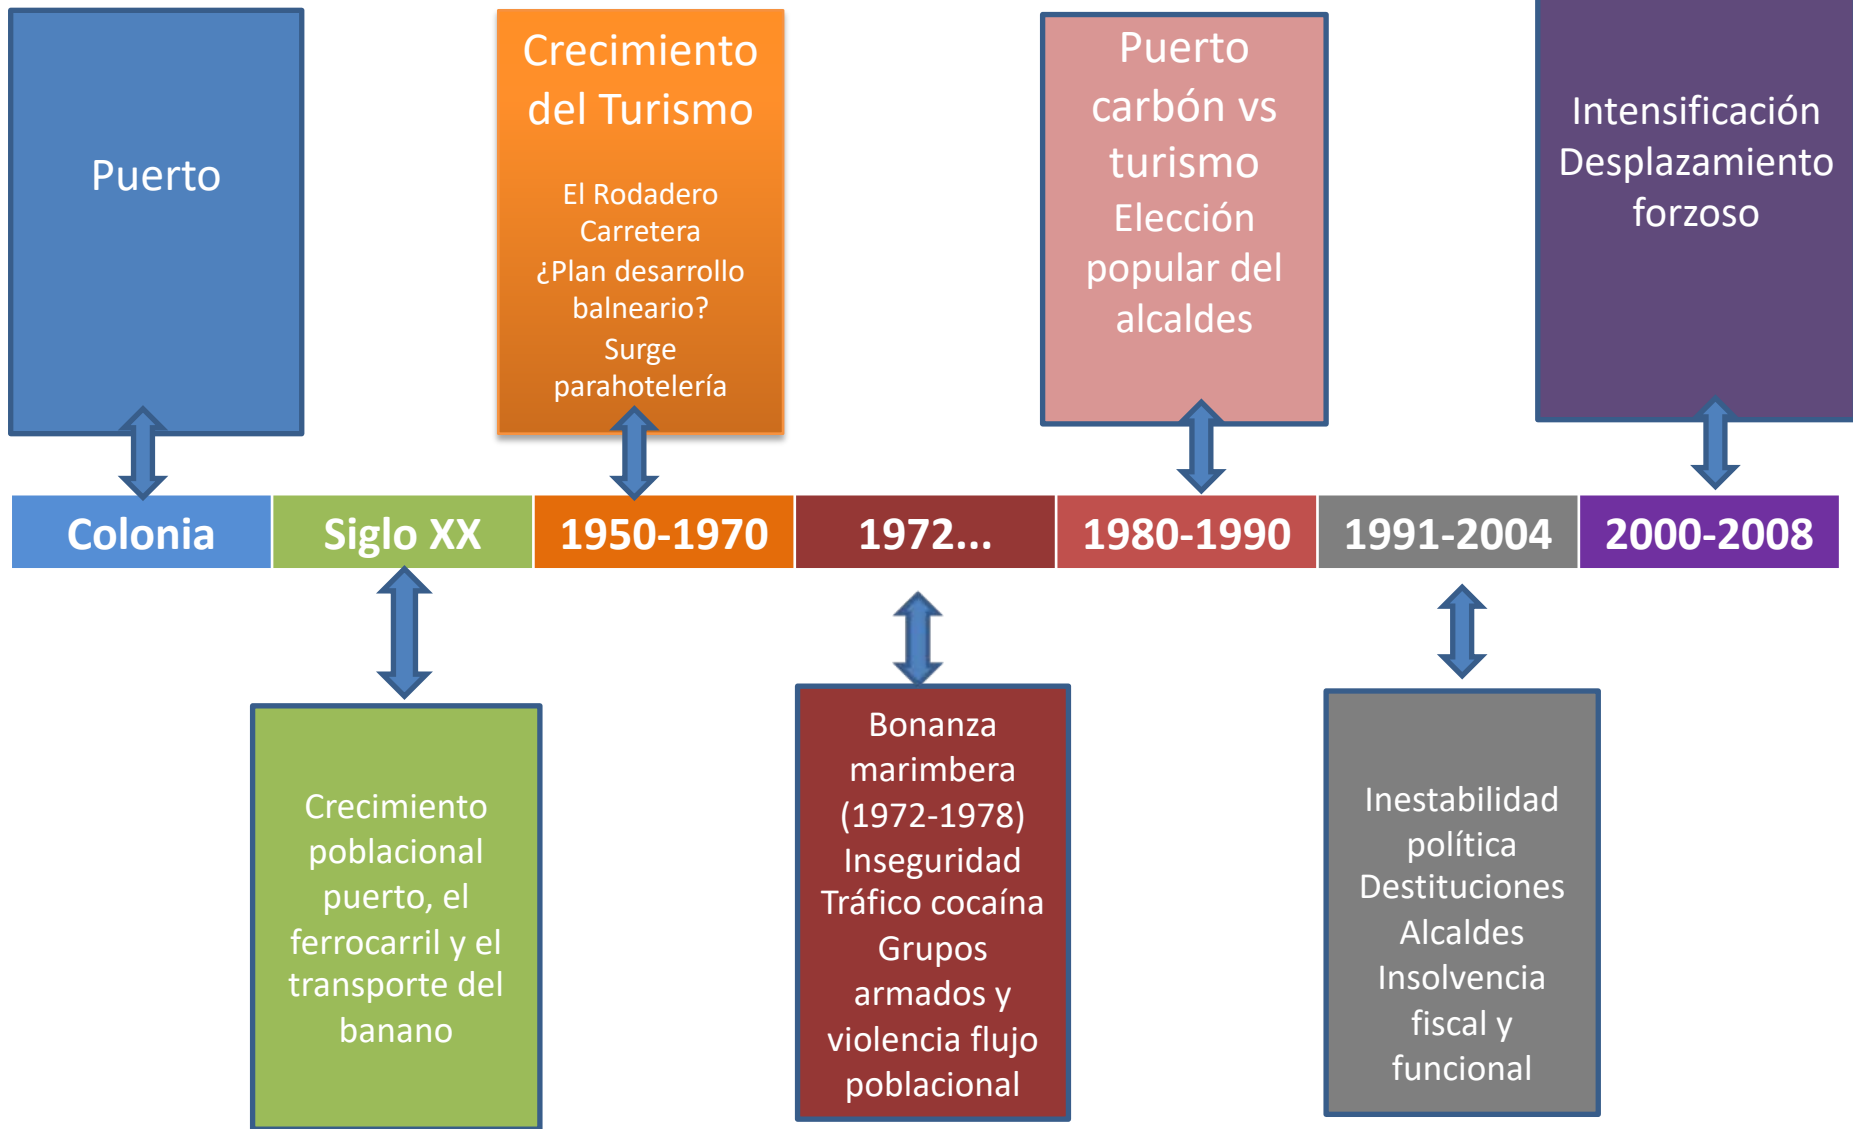 Puerto
Crecimiento
del Turismo
El Rodadero
Carretera
¿Plan desarrollo
balneario?
Surge
parahotelería
Puerto
carbón vs
turismo
Elección
popular del
alcaldes
Intensificación
Desplazamiento
forzoso
Colonia
Siglo XX
1950-1970
1972...
1980-1990
1991-2004
2000-2008
Crecimiento
poblacional
puerto, el
ferrocarril y el
transporte del
banano
Bonanza
marimbera
(1972-1978)
Inseguridad
Tráfico cocaína
Grupos
armados y
violencia flujo
poblacional
Inestabilidad
política
Destituciones
Alcaldes
Insolvencia
fiscal y
funcional